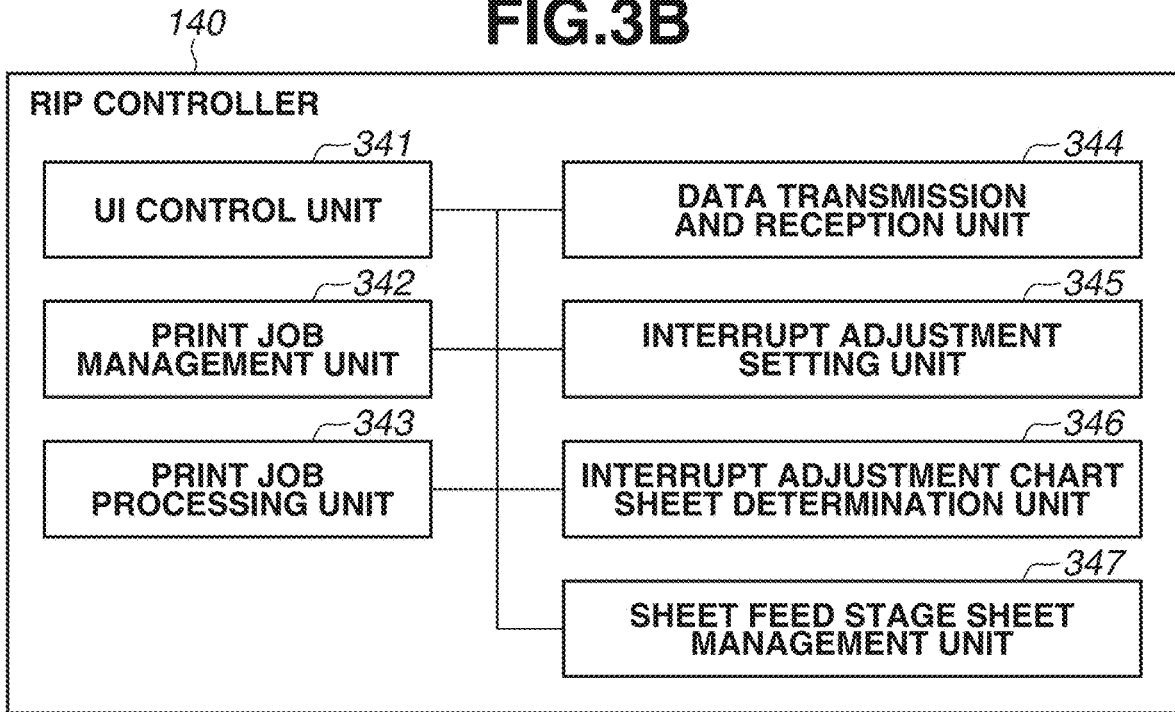 FIG.3B
140
RIP CONTROLLER
341
UI CONTROL UNIT
342
PRINT JOB
MANAGEMENT UNIT
343
PRINT JOB
PROCESSING UNIT
344
DATA TRANSMISSION
AND RECEPTION UNIT
345
INTERRUPT ADJUSTMENT
SETTING UNIT
346
INTERRUPT ADJUSTMENT CHART
SHEET DETERMINATION UNIT
347
SHEET FEED STAGE SHEET
MANAGEMENT UNIT